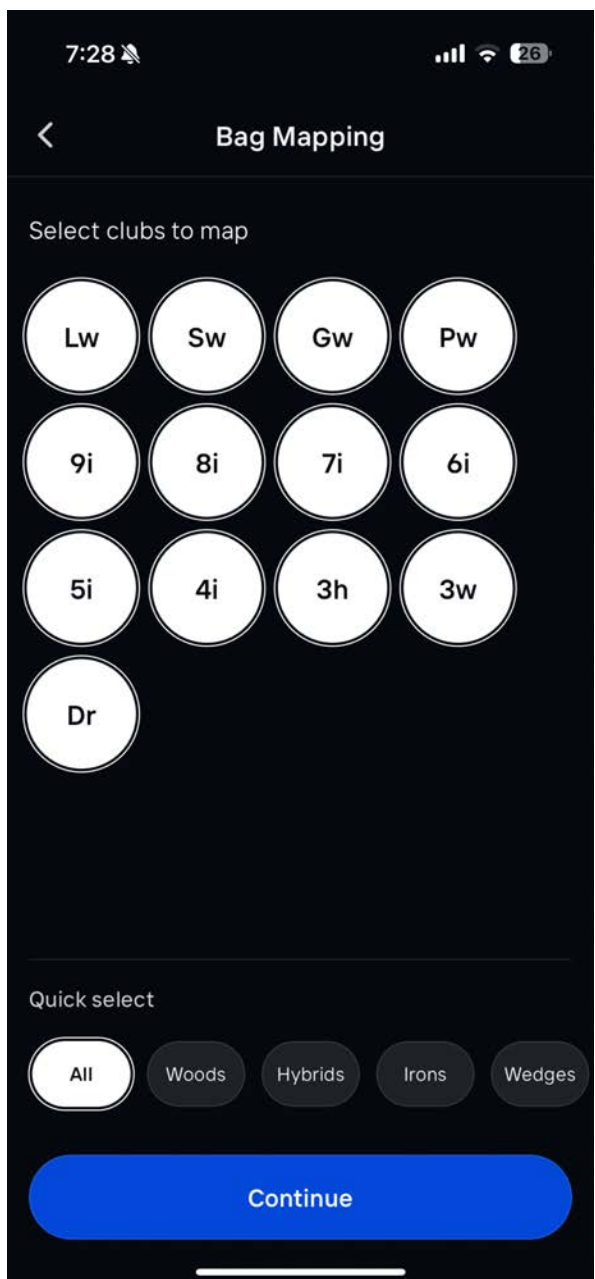 7:28 26
Bag Mapping
Select clubs to map
Lw Sw Gw Pw
9i 8i 7i 6i
5i 4i 3h 3w
Dr
Quick select
All Woods Hybrids Irons Wedges
Continue